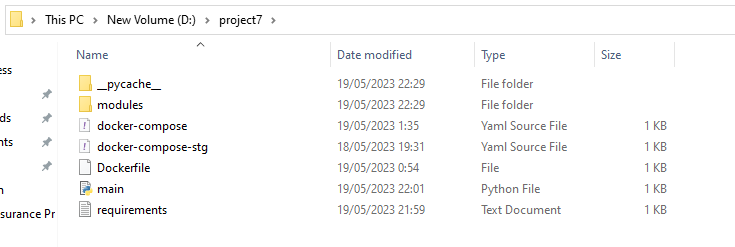 This PC > New Volume (D:) > project7 >
Name Date modified Type Size
__pycache__ 19/05/2023 22:29 File folder
modules 19/05/2023 22:29 File folder
docker-compose 19/05/2023 1:35 Yaml Source File 1 KB
docker-compose-stg 18/05/2023 19:31 Yaml Source File 1 KB
Dockerfile 19/05/2023 0:54 File 1 KB
main 19/05/2023 22:01 Python File 1 KB
requirements 19/05/2023 21:59 Text Document 1 KB
ess
ds
nts
n
surance Pr